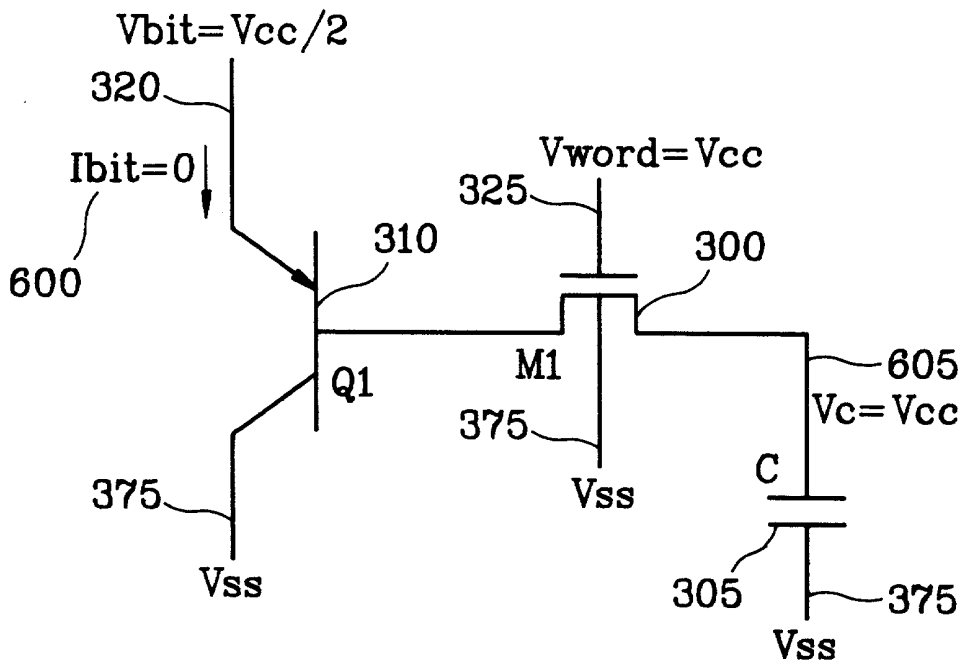 Vbit=Vcc/2
320
Ibit=0
600
310
Q1
375
Vss
Vword=Vcc
325
300
M1
375
Vss
605
Vc=Vcc
C
305
375
Vss